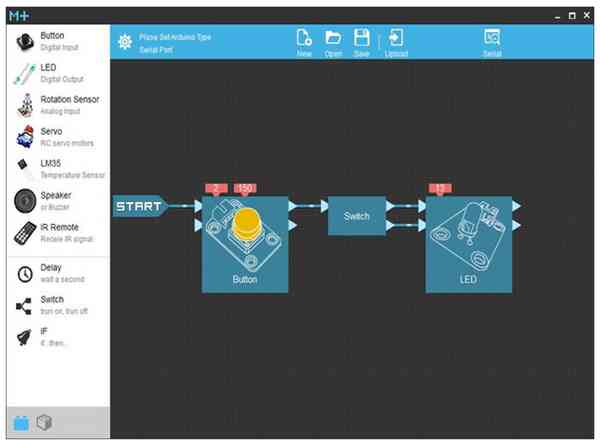 M+
Plese Set Arduino Type
Serial Port
New
Open
Save
Upload
Serial
Button
Digital Input
LED
Digital Output
Rotation Sensor
Analog Input
Servo
RC servo motors
LM35
Temperature Sensor
Speaker
or Buzzer
IR Remote
Receie IR signal
Delay
wait a second
Switch
trun on, trun off
IF
if...then...
2
150
13
START
Switch
Button
LED